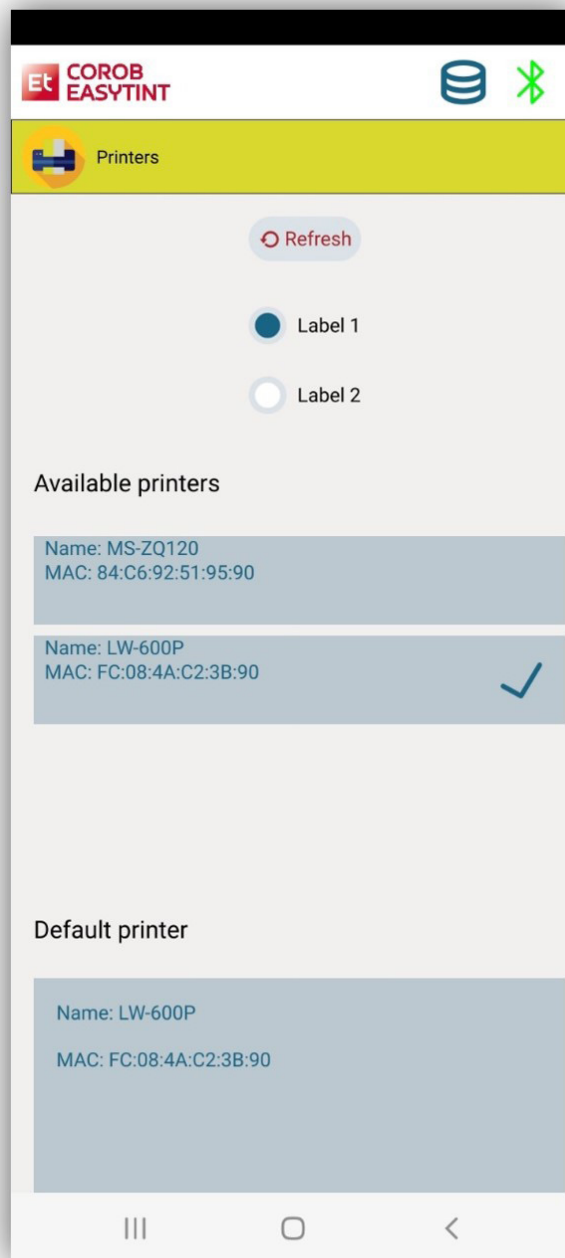 Et COROB
EASYTINT
Printers
Refresh
Label 1
Label 2
Available printers
Name: MS-ZQ120
MAC: 84:C6:92:51:95:90
Name: LW-600P
MAC: FC:08:4A:C2:3B:90
Default printer
Name: LW-600P
MAC: FC:08:4A:C2:3B:90